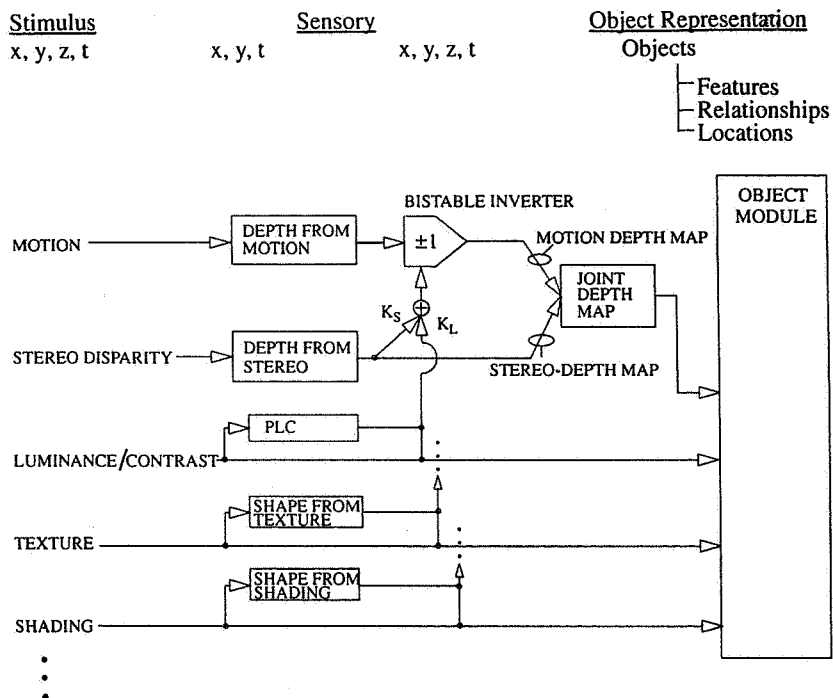 Stimulus
Sensory
Object Representation
x, y, z, t
x, y, t
x, y, z, t
Objects
Features
Relationships
Locations
OBJECT
MODULE
BISTABLE INVERTER
MOTION
DEPTH FROM
MOTION
±1
MOTION DEPTH MAP
JOINT
DEPTH
MAP
K_S
K_L
STEREO DISPARITY
DEPTH FROM
STEREO
STEREO-DEPTH MAP
PLC
LUMINANCE/CONTRAST
SHAPE FROM
TEXTURE
TEXTURE
SHAPE FROM
SHADING
SHADING